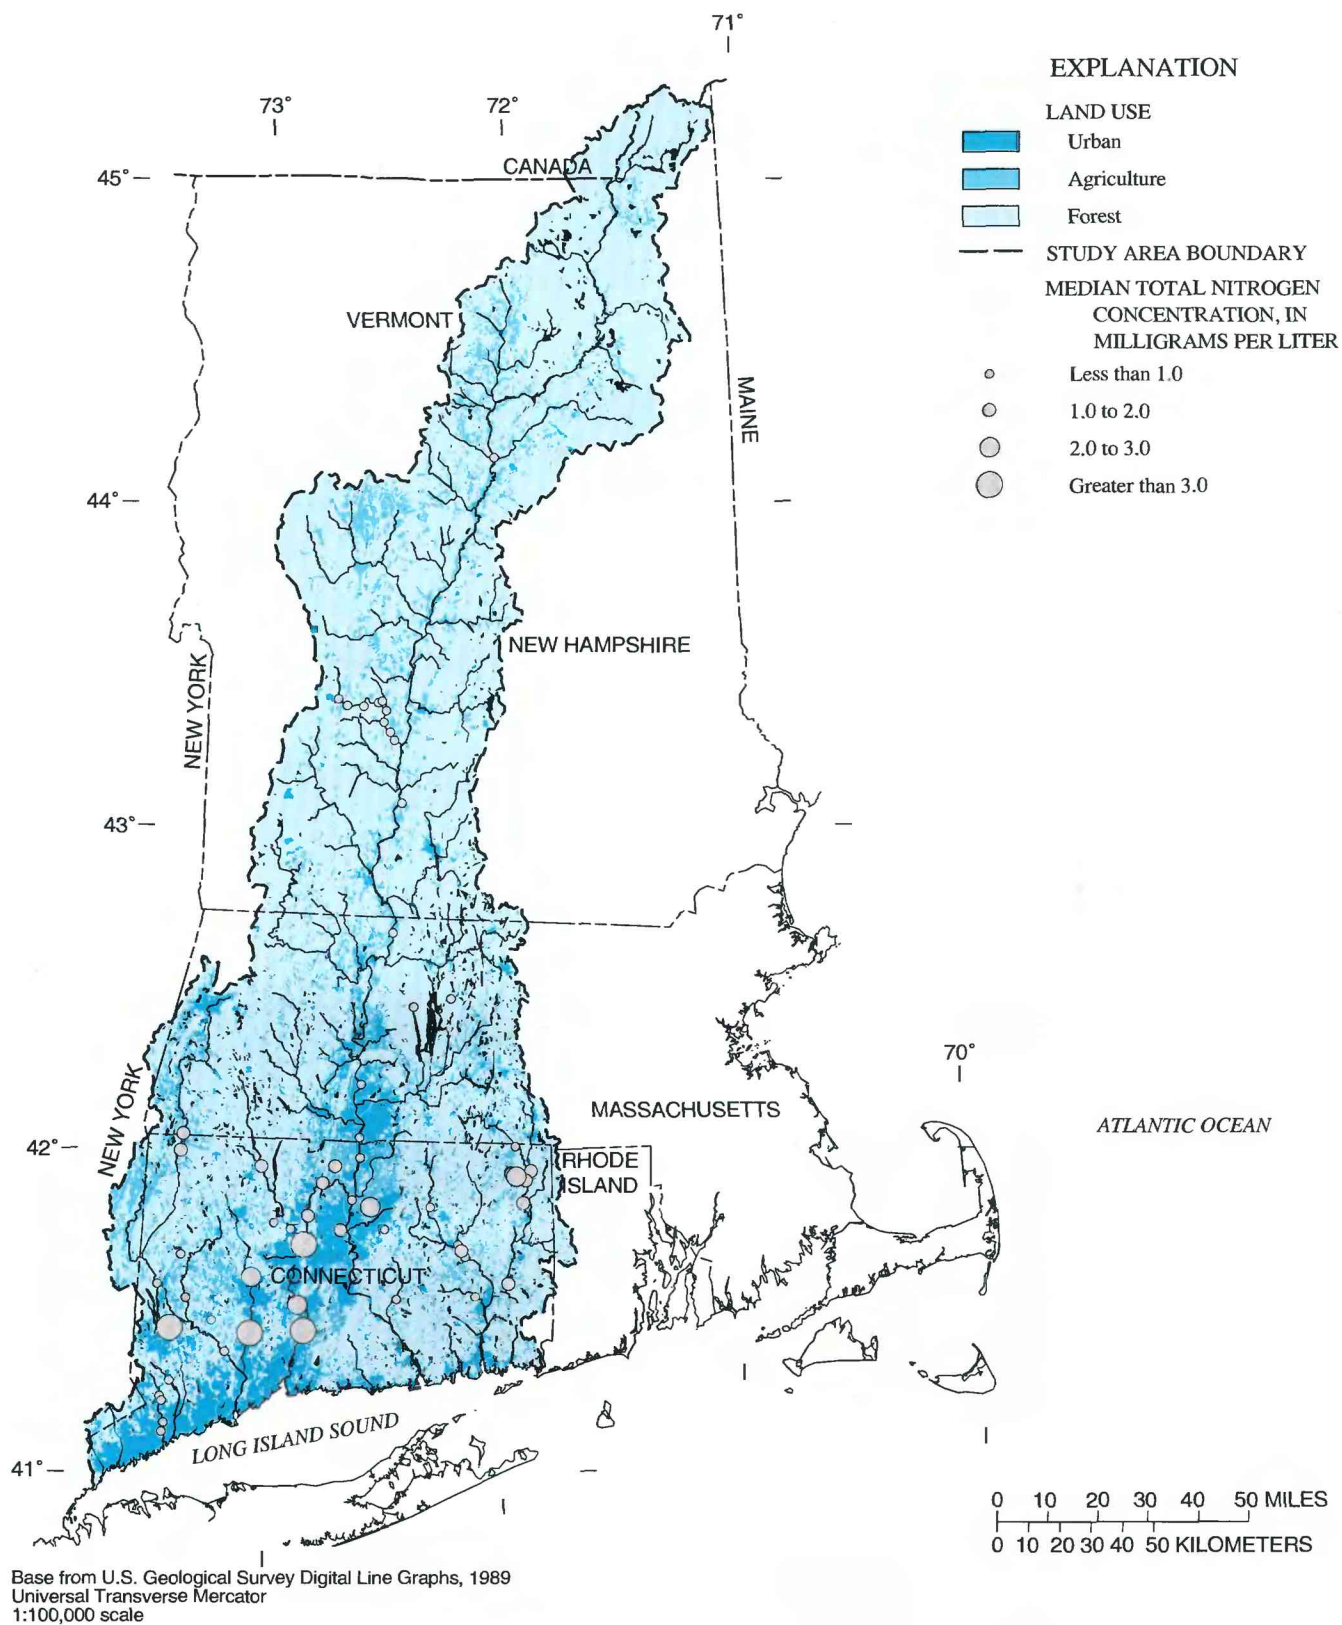 71°
EXPLANATION
LAND USE
Urban
Agriculture
Forest
STUDY AREA BOUNDARY
MEDIAN TOTAL NITROGEN
CONCENTRATION, IN
MILLIGRAMS PER LITER
Less than 1.0
1.0 to 2.0
2.0 to 3.0
Greater than 3.0
73°
72°
CANADA
45°
VERMONT
MAINE
44°
NEW HAMPSHIRE
NEW YORK
43°
70°
NEW YORK
MASSACHUSETTS
ATLANTIC OCEAN
42°
RHODE
ISLAND
CONNECTICUT
LONG ISLAND SOUND
41°
0 10 20 30 40 50 MILES
0 10 20 30 40 50 KILOMETERS
Base from U.S. Geological Survey Digital Line Graphs, 1989
Universal Transverse Mercator
1:100,000 scale